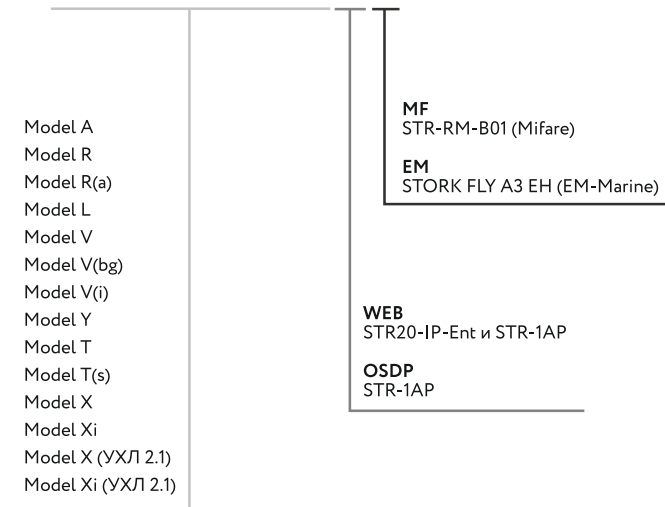 Model A
Model R
Model R(a)
Model L
Model V
Model V(bg)
Model V(i)
Model Y
Model T
Model T(s)
Model X
Model Xi
Model X (УХЛ 2.1)
Model Xi (УХЛ 2.1)
MF
STR-RM-B01 (Mifare)
EM
STORK FLY A3 EH (EM-Marine)
WEB
STR20-IP-Ent и STR-1AP
OSDP
STR-1AP